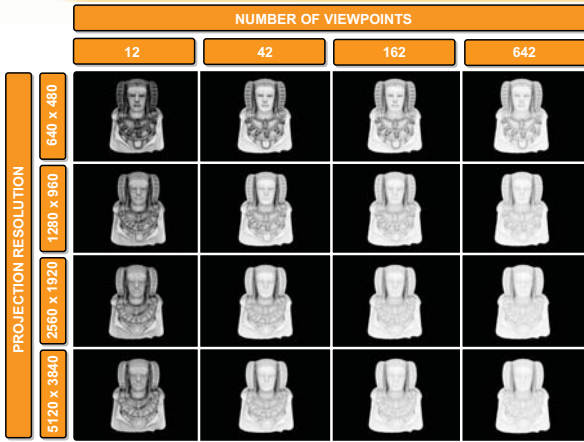 NUMBER OF VIEWPOINTS
12 42 162 642
PROJECTION RESOLUTION
640 x 480
1280 x 960
2560 x 1920
5120 x 3840